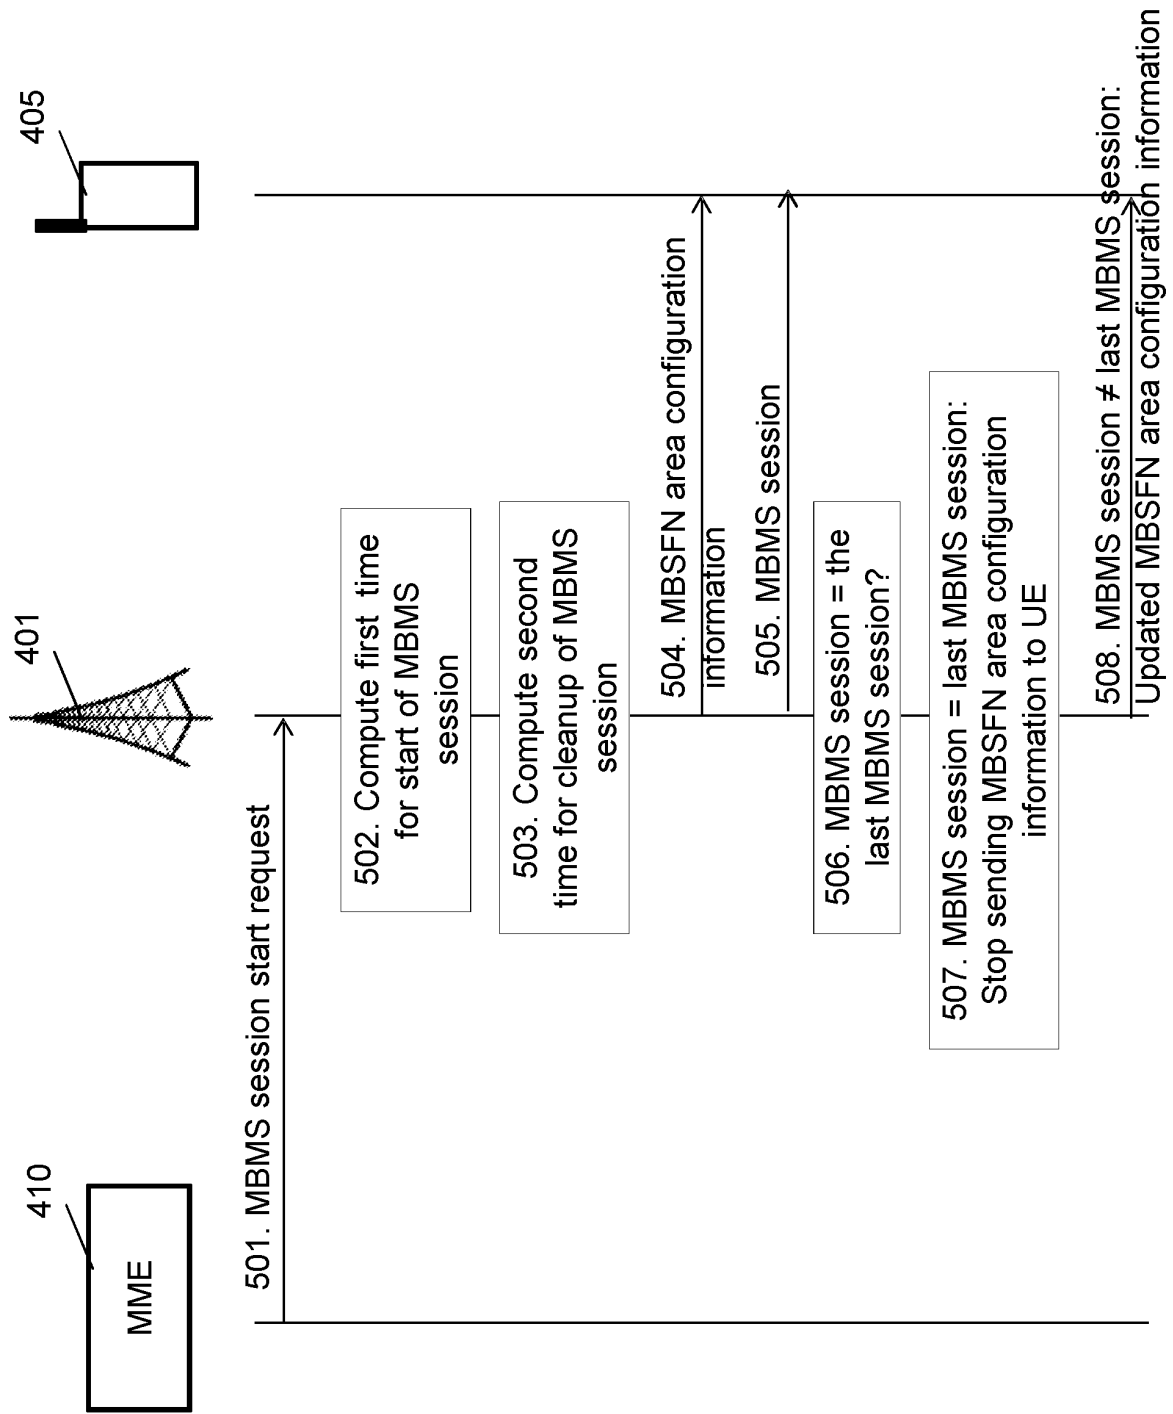 410
MME
401
405
501. MBMS session start request
502. Compute first time
for start of MBMS
session
503. Compute second
time for cleanup of MBMS
session
504. MBSFN area configuration
information
505. MBMS session
506. MBMS session = the
last MBMS session?
507. MBMS session = last MBMS session:
Stop sending MBSFN area configuration
information to UE
508. MBMS session ≠ last MBMS session:
Updated MBSFN area configuration information